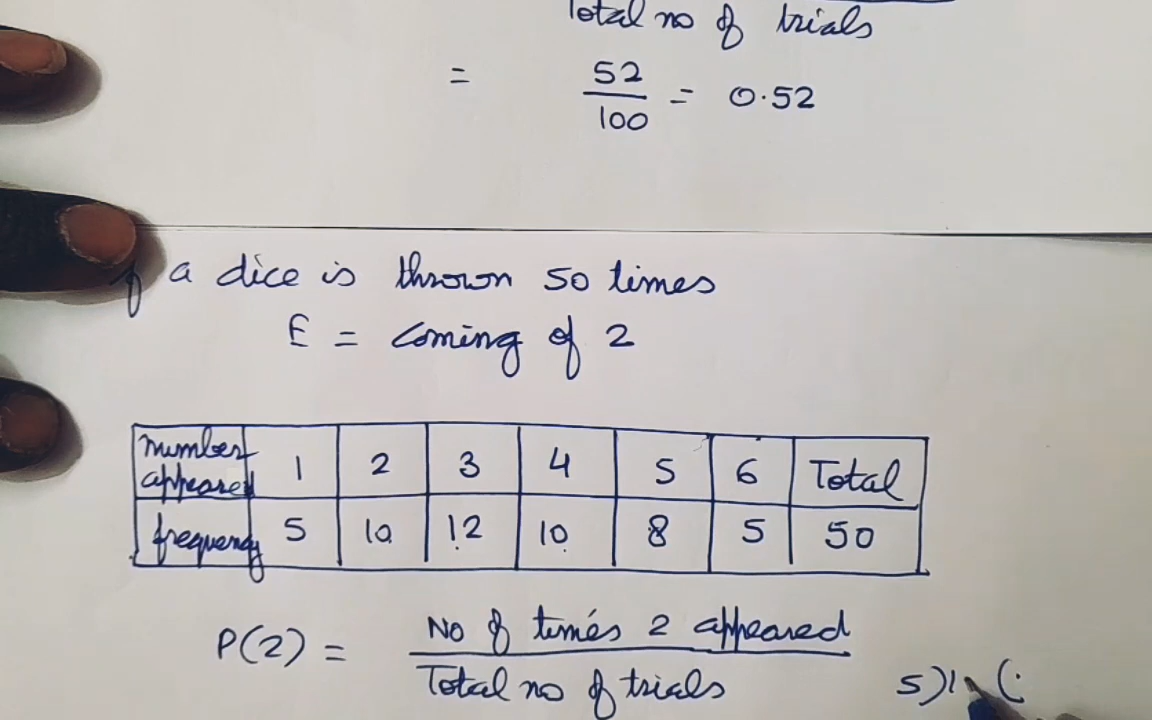 Total no of trials
= 52/100 = 0.52
a dice is thrown 50 times
E = coming of 2
number appeared 1 2 3 4 5 6 Total
frequency 5 10 12 10 8 5 50
P(2) = No of times 2 appeared
Total no of trials
5)1 (.